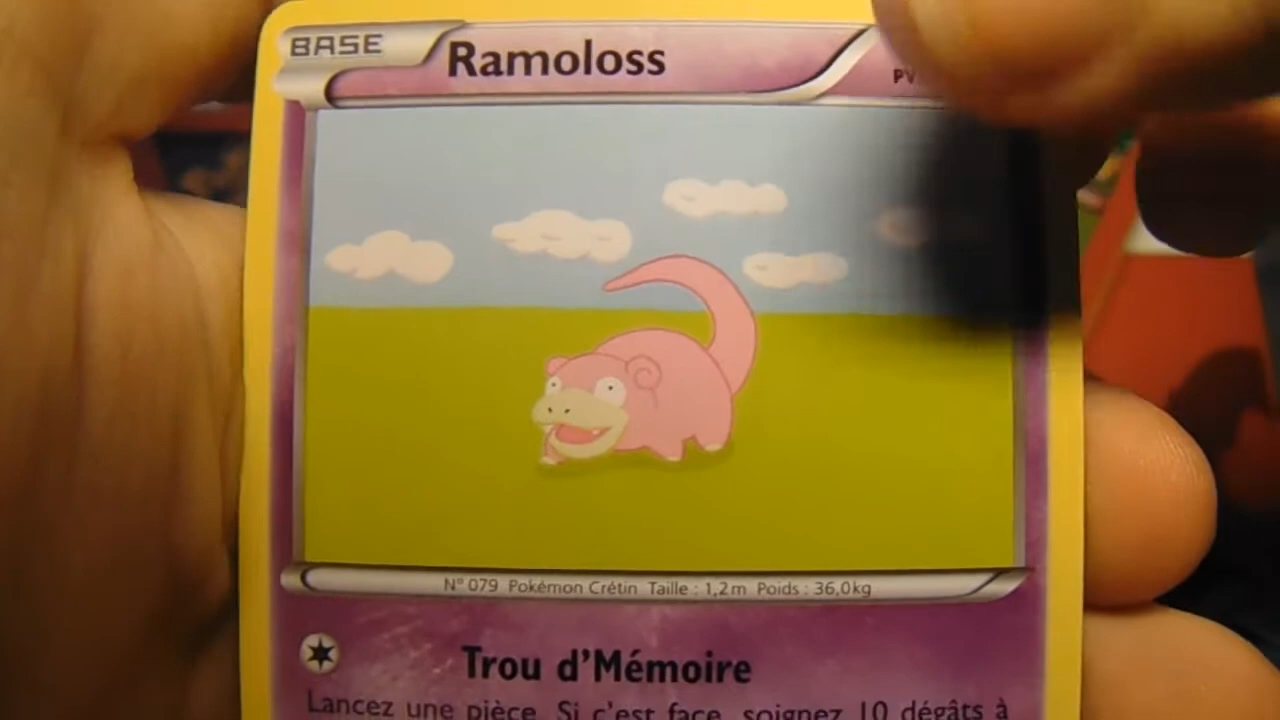 BASE Ramoloss PV
N° 079 Pokémon Crétin Taille : 1,2m Poids : 36,0kg
Trou d'Mémoire
Lancez une pièce. Si c'est face, soignez 10 dégâts à